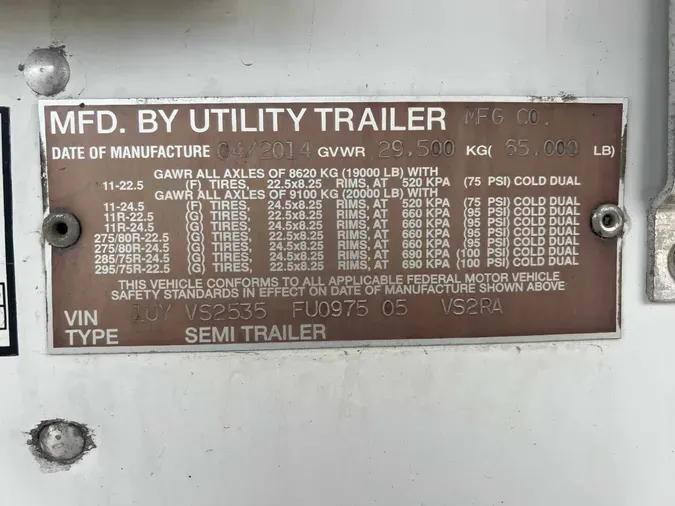 MFD. BY UTILITY TRAILER MFG CO.
DATE OF MANUFACTURE 04/2014 GVWR 29,500 KG( 65,000 LB)
GAWR ALL AXLES OF 8620 KG (19000 LB) WITH
11-22.5 (F) TIRES, 22.5x8.25 RIMS, AT 520 KPA (75 PSI) COLD DUAL
GAWR ALL AXLES OF 9100 KG (20000 LB) WITH
11-24.5 (F) TIRES, 24.5x8.25 RIMS, AT 520 KPA (75 PSI) COLD DUAL
11R-22.5 (G) TIRES, 22.5x8.25 RIMS, AT 660 KPA (95 PSI) COLD DUAL
11R-24.5 (G) TIRES, 24.5x8.25 RIMS, AT 660 KPA (95 PSI) COLD DUAL
275/80R-22.5 (G) TIRES, 22.5x8.25 RIMS, AT 660 KPA (95 PSI) COLD DUAL
275/80R-24.5 (G) TIRES, 24.5x8.25 RIMS, AT 660 KPA (95 PSI) COLD DUAL
285/75R-24.5 (G) TIRES, 24.5x8.25 RIMS, AT 690 KPA (100 PSI) COLD DUAL
295/75R-22.5 (G) TIRES, 22.5x8.25 RIMS, AT 690 KPA (100 PSI) COLD DUAL
THIS VEHICLE CONFORMS TO ALL APPLICABLE FEDERAL MOTOR VEHICLE
SAFETY STANDARDS IN EFFECT ON DATE OF MANUFACTURE SHOWN ABOVE
VIN 1UY VS2535 FU0975 05 VS2RA
TYPE SEMI TRAILER